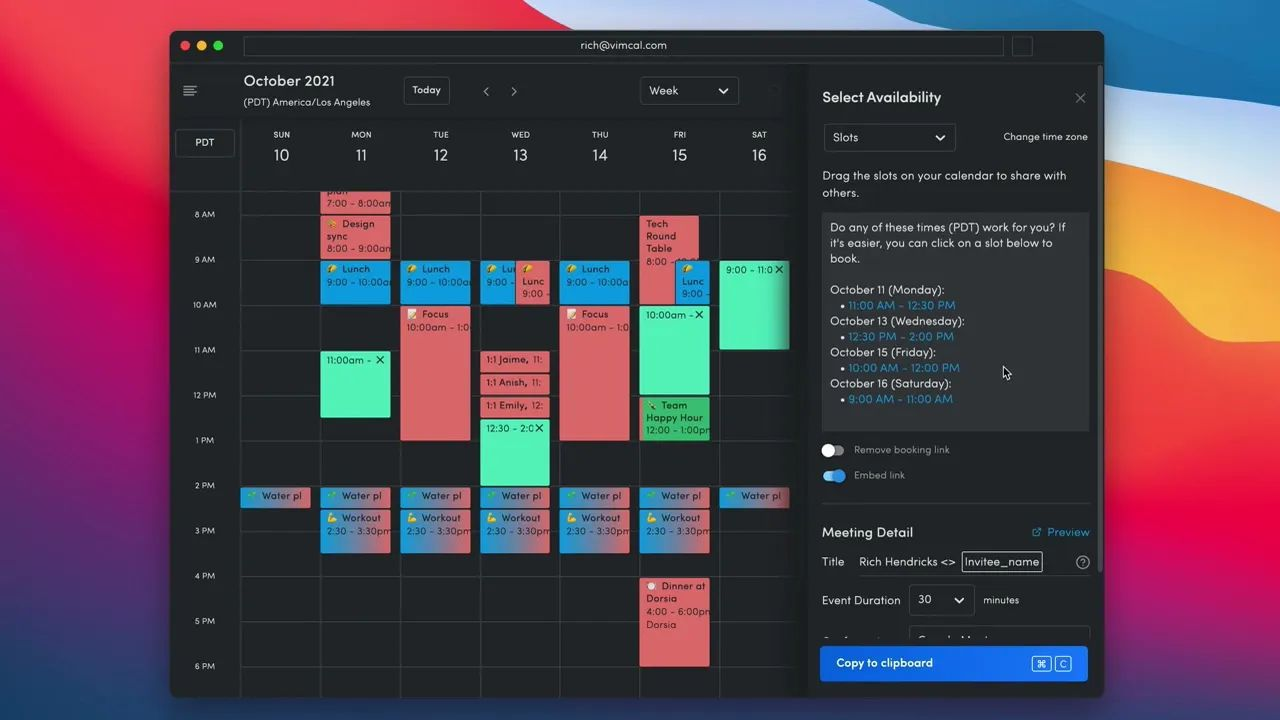 rich@vimcal.com
October 2021
(PDT) America/Los Angeles
Today
Week
PDT
SUN
10
MON
11
TUE
12
WED
13
THU
14
FRI
15
SAT
16
8 AM
9 AM
10 AM
11 AM
12 PM
1 PM
2 PM
3 PM
4 PM
5 PM
6 PM
Water pl
plan
7:00 - 8:00am
Design
sync
8:00 - 9:00am
Lunch
9:00 - 10:00a
11:00am -
Water pl
Workout
2:30 - 3:30pm
Lunch
9:00 - 10:00a
Focus
10:00am - 1:0
Water pl
Workout
2:30 - 3:30pm
Lun
9:00 -
Lunc
9:00 -
1:1 Jaime, 11:
1:1 Anish, 11:
1:1 Emily, 12:
12:30 - 2:0
Water pl
Workout
2:30 - 3:30pm
Lunch
9:00 - 10:00a
Focus
10:00am - 1:0
Water pl
Workout
2:30 - 3:30pm
Tech
Round
Table
8:00 -
Lunc
9:00 -
10:00am -
Team
Happy Hour
12:00 - 1:00pm
Water pl
Workout
2:30 - 3:30pm
Dinner at
Dorsia
4:00 - 6:00pm
Dorsia
9:00 - 11:0
Water pl
Select Availability
Slots
Change time zone
Drag the slots on your calendar to share with
others.
Do any of these times (PDT) work for you? If
it's easier, you can click on a slot below to
book.
October 11 (Monday):
• 11:00 AM - 12:30 PM
October 13 (Wednesday):
• 12:30 PM - 2:00 PM
October 15 (Friday):
• 10:00 AM - 12:00 PM
October 16 (Saturday):
• 9:00 AM - 11:00 AM
Remove booking link
Embed link
Meeting Detail
Preview
Title Rich Hendricks <> Invitee_name
Event Duration 30 minutes
Copy to clipboard ⌘ C